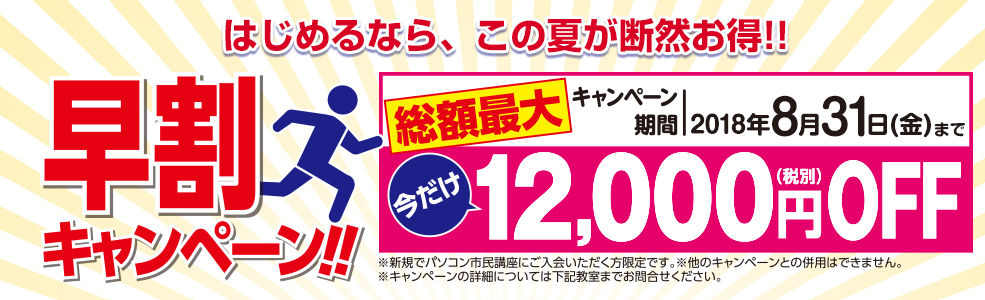 はじめるなら、この夏が断然お得!!
早割
キャンペーン!!
総額最大
キャンペーン
期間
2018年8月31日(金)まで
今だけ
12,000円(税別)OFF
※新規でパソコン市民講座にご入会いただく方限定です。※他のキャンペーンとの併用はできません。
※キャンペーンの詳細については下記教室までお問合せください。